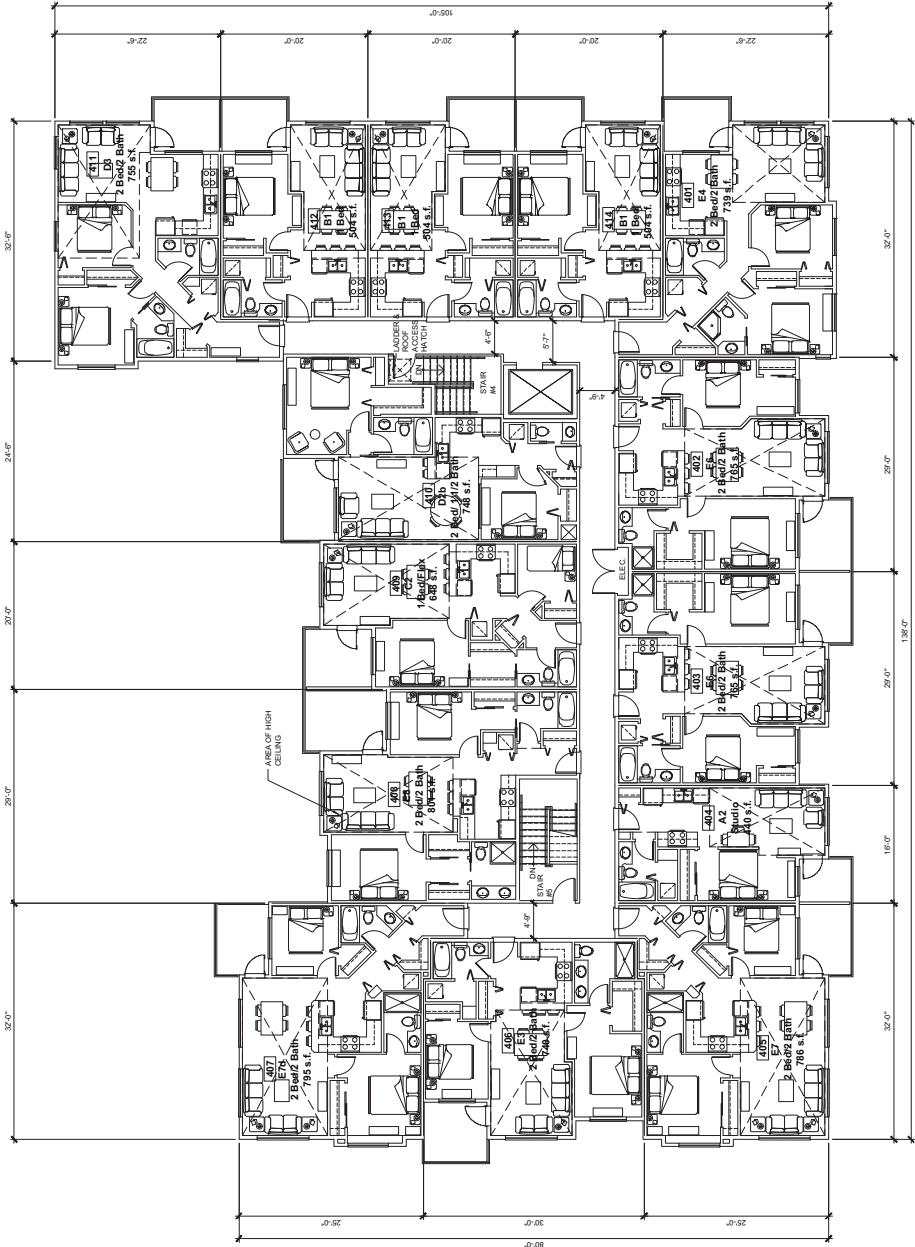 105'-0"
22'-6"
20'-0"
20'-0"
20'-0"
22'-6"
32'-6"
24'-6"
20'-0"
29'-0"
32'-0"
32'-0"
29'-0"
29'-0"
16'-0"
32'-0"
138'-0"
25'-0"
30'-0"
25'-0"
80'-0"
411
D3
2 Bed/2 Bath
755 s.f.
412
B1
1 Bed
504 s.f.
413
B1
1 Bed
504 s.f.
414
B1
1 Bed
504 s.f.
401
E4
2 Bed/2 Bath
739 s.f.
LADDER &
ROOF
ACCESS
HATCH
DN
STAIR
#4
4'-6"
5'-7"
4'-9"
410
D2b
2 Bed/ 1 1/2 Bath
748 s.f.
402
E6
2 Bed/2 Bath
765 s.f.
409
C2
1 Bed/Flex
648 s.f.
ELEC.
403
E6
2 Bed/2 Bath
765 s.f.
AREA OF HIGH
CEILING
408
2 Bed/2 Bath
801 s.f.
404
A2
Studio
440 s.f.
DN
STAIR
#5
4'-9"
407
E7d
2 Bed/2 Bath
795 s.f.
406
E3
2 Bed/2 Bath
748 s.f.
405
E7
2 Bed/2 Bath
786 s.f.